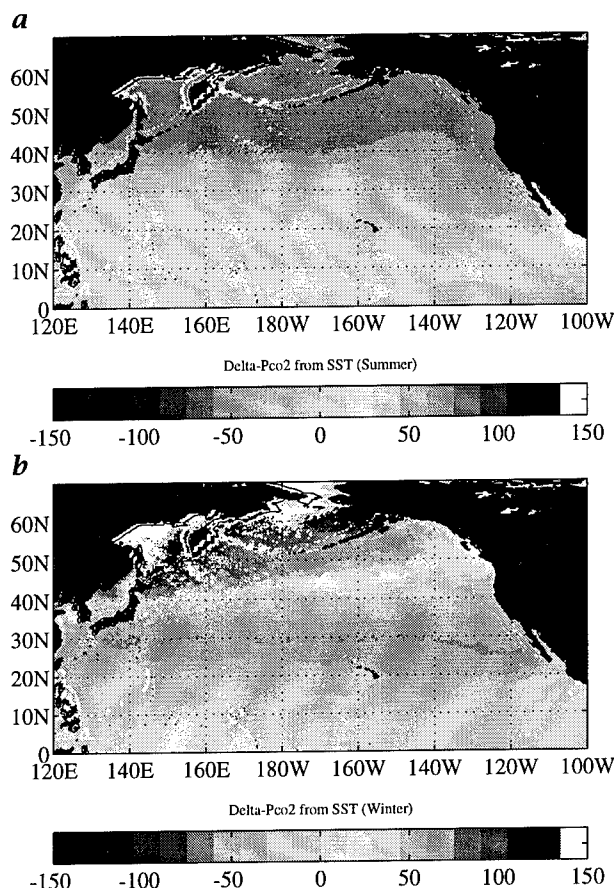 a
60N
50N
40N
30N
20N
10N
0
120E 140E 160E 180W 160W 140W 120W 100W
Delta-Pco2 from SST (Summer)
-150 -100 -50 0 50 100 150
b
60N
50N
40N
30N
20N
10N
0
120E 140E 160E 180W 160W 140W 120W 100W
Delta-Pco2 from SST (Winter)
-150 -100 -50 0 50 100 150